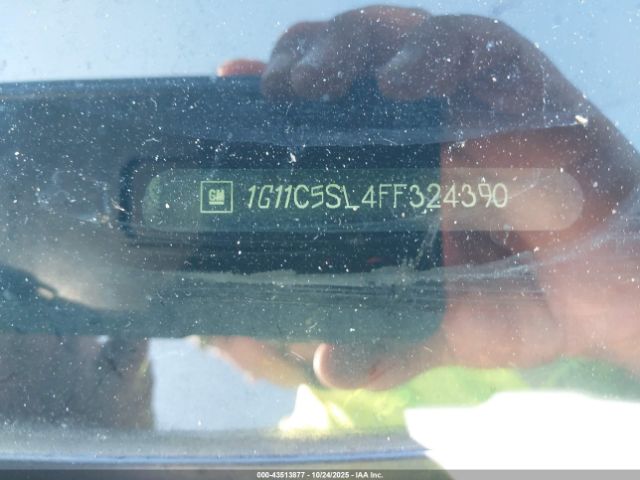 GM 1G11C5SL4FF324390
000-43513877 - 10/24/2025 - IAA Inc.